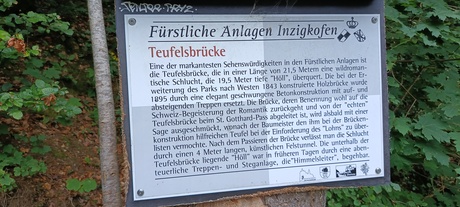 Fürstliche Anlagen Inzigkofen
Teufelsbrücke
Eine der markantesten Sehenswürdigkeiten in den Fürstlichen Anlagen ist
die Teufelsbrücke, die in einer Länge von 21,5 Metern eine wildroman-
tische Schlucht, die 19,5 Meter tiefe "Höll", überquert. Die bei der Er-
weiterung des Parks nach Westen 1843 konstruierte Holzbrücke wurde
1895 durch eine elegant geschwungene Betonkonstruktion mit auf- und
absteigenden Treppen ersetzt. Die Brücke, deren Benennung wohl auf die
Schweiz-Begeisterung der Romantik zurückgeht und von der "echten"
Teufelsbrücke beim St. Gotthard-Pass abgeleitet ist, wird alsbald mit einer
Sage ausgeschmückt, wonach der Baumeister den ihm bei der Brücken-
konstruktion hilfreichen Teufel bei der Einforderung des "Lohns" zu über-
listen vermochte. Nach dem Passieren der Brücke verlässt man die Schlucht
durch einen 4 Meter langen, künstlichen Felstunnel. Die unterhalb der
Teufelsbrücke liegende "Höll" war in früheren Tagen durch eine aben-
teuerliche Treppen- und Steganlage, die "Himmelsleiter", begehbar.